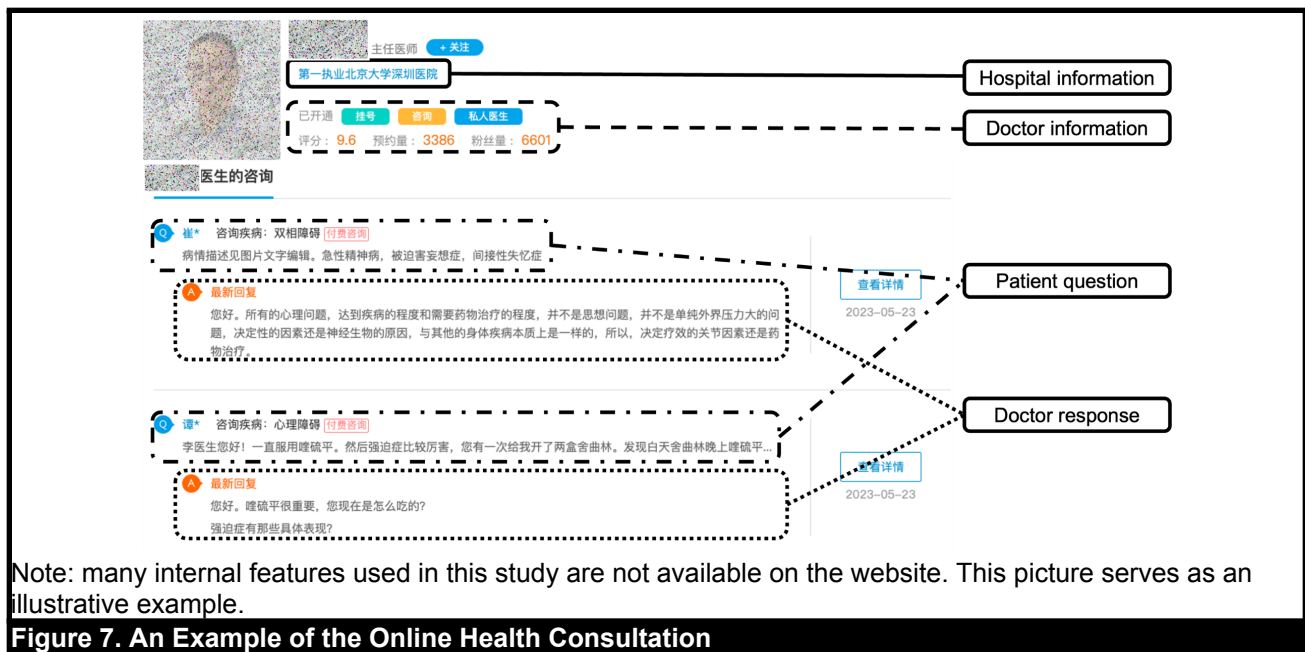 主任医师 + 关注
第一执业北京大学深圳医院 Hospital information
已开通 挂号 咨询 私人医生
评分：9.6 预约量：3386 粉丝量：6601 Doctor information
医生的咨询
Q 崔* 咨询疾病：双相障碍 付费咨询
病情描述见图片文字编辑。急性精神病，被迫害妄想症，间接性失忆症
Patient question
A 最新回复
查看详情
您好。所有的心理问题，达到疾病的程度和需要药物治疗的程度，并不是思想问题，并不是单纯外界压力大的问
2023-05-23
题，决定性的因素还是神经生物的原因，与其他的身体疾病本质上是一样的，所以，决定疗效的关节因素还是药
物治疗。
Q 谭* 咨询疾病：心理障碍 付费咨询
Doctor response
李医生您好！一直服用喹硫平。然后强迫症比较厉害，您有一次给我开了两盒舍曲林。发现白天舍曲林晚上喹硫平...
A 最新回复
查看详情
您好。喹硫平很重要，您现在是怎么吃的?
2023-05-23
强迫症有那些具体表现?
Note: many internal features used in this study are not available on the website. This picture serves as an
illustrative example.
Figure 7. An Example of the Online Health Consultation